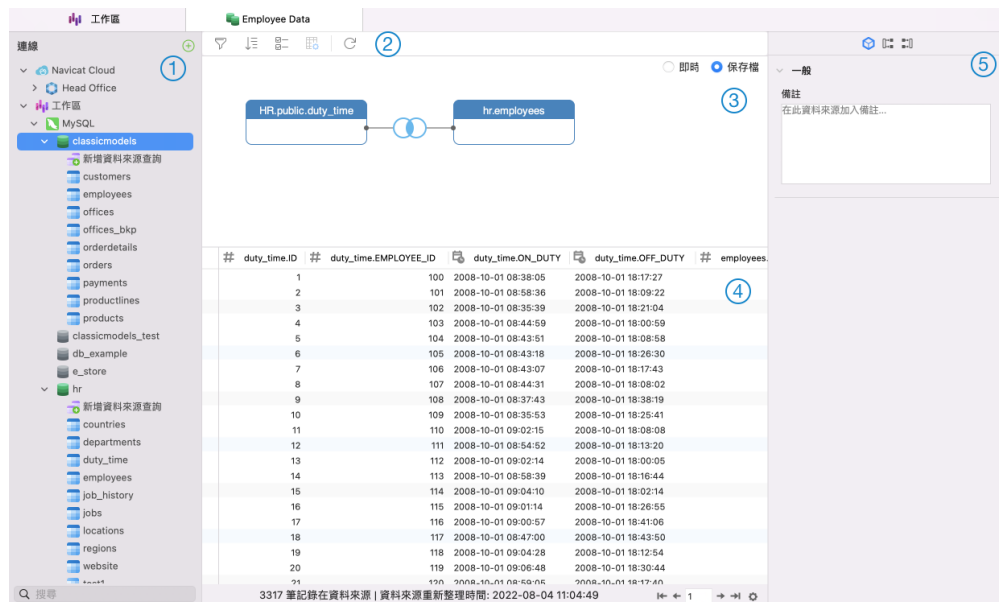 工作區
Employee Data
連線
①
②
Navicat Cloud
Head Office
工作區
MySQL
classicmodels
新增資料來源查詢
customers
employees
offices
offices_bkp
orderdetails
orders
payments
productlines
products
classicmodels_test
db_example
e_store
hr
新增資料來源查詢
countries
departments
duty_time
employees
job_history
jobs
locations
regions
website
搜尋
即時 保存檔
③
HR.public.duty_time
hr.employees
# duty_time.ID # duty_time.EMPLOYEE_ID duty_time.ON_DUTY duty_time.OFF_DUTY # employees.
④
1 100 2008-10-01 08:38:05 2008-10-01 18:17:27
2 101 2008-10-01 08:58:36 2008-10-01 18:09:22
3 102 2008-10-01 08:35:39 2008-10-01 18:21:04
4 103 2008-10-01 08:44:59 2008-10-01 18:00:59
5 104 2008-10-01 08:43:51 2008-10-01 18:08:58
6 105 2008-10-01 08:43:18 2008-10-01 18:26:30
7 106 2008-10-01 08:43:07 2008-10-01 18:17:43
8 107 2008-10-01 08:44:31 2008-10-01 18:08:02
9 108 2008-10-01 08:37:43 2008-10-01 18:38:19
10 109 2008-10-01 08:35:53 2008-10-01 18:25:41
11 110 2008-10-01 09:02:15 2008-10-01 18:08:08
12 111 2008-10-01 08:54:52 2008-10-01 18:13:20
13 112 2008-10-01 09:02:14 2008-10-01 18:00:05
14 113 2008-10-01 08:58:39 2008-10-01 18:16:44
15 114 2008-10-01 09:04:10 2008-10-01 18:02:14
16 115 2008-10-01 09:01:14 2008-10-01 18:26:55
17 116 2008-10-01 09:00:57 2008-10-01 18:41:06
18 117 2008-10-01 08:47:00 2008-10-01 18:43:50
19 118 2008-10-01 09:04:28 2008-10-01 18:12:54
20 119 2008-10-01 09:06:48 2008-10-01 18:30:44
21 120 2008-10-01 08:59:05 2008-10-01 18:17:40
3317 筆記錄在資料來源 | 資料來源重新整理時間: 2022-08-04 11:04:49
1
⑤
一般
備註
在此資料來源加入備註...